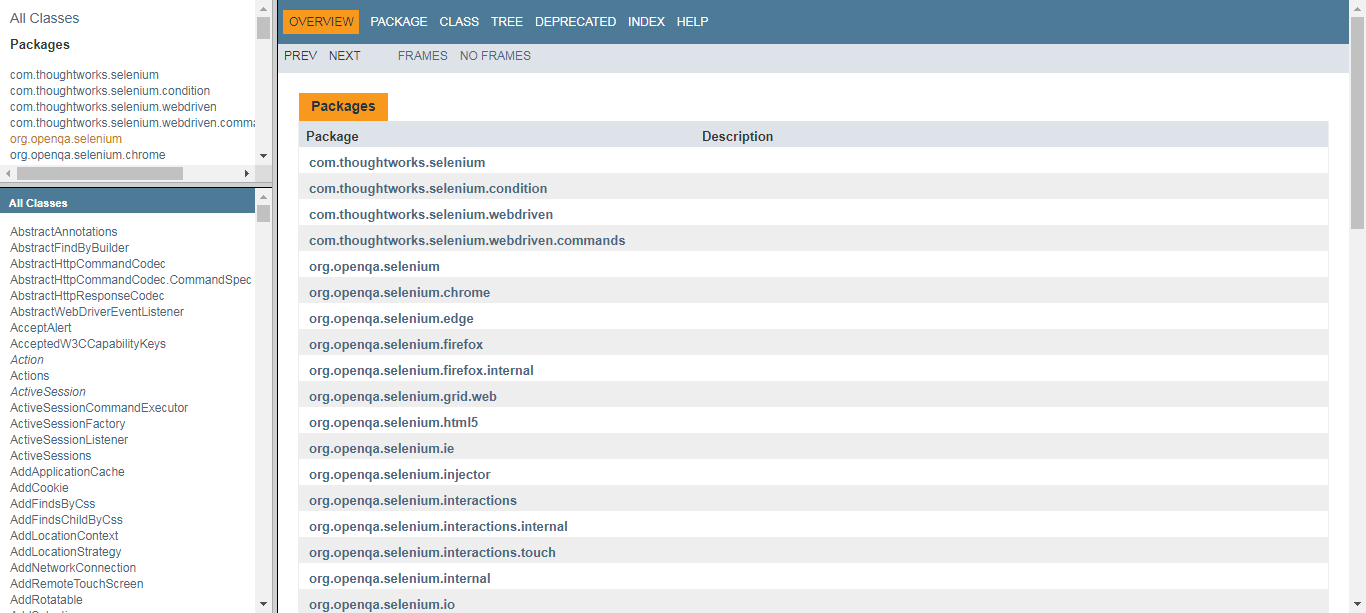 All Classes
Packages
com.thoughtworks.selenium
com.thoughtworks.selenium.condition
com.thoughtworks.selenium.webdriven
com.thoughtworks.selenium.webdriven.comma
org.openqa.selenium
org.openqa.selenium.chrome
All Classes
AbstractAnnotations
AbstractFindByBuilder
AbstractHttpCommandCodec
AbstractHttpCommandCodec.CommandSpec
AbstractHttpResponseCodec
AbstractWebDriverEventListener
AcceptAlert
AcceptedW3CCapabilityKeys
Action
Actions
ActiveSession
ActiveSessionCommandExecutor
ActiveSessionFactory
ActiveSessionListener
ActiveSessions
AddApplicationCache
AddCookie
AddFindsByCss
AddFindsChildByCss
AddLocationContext
AddLocationStrategy
AddNetworkConnection
AddRemoteTouchScreen
AddRotatable
OVERVIEW PACKAGE CLASS TREE DEPRECATED INDEX HELP
PREV NEXT FRAMES NO FRAMES
Packages
Package Description
com.thoughtworks.selenium
com.thoughtworks.selenium.condition
com.thoughtworks.selenium.webdriven
com.thoughtworks.selenium.webdriven.commands
org.openqa.selenium
org.openqa.selenium.chrome
org.openqa.selenium.edge
org.openqa.selenium.firefox
org.openqa.selenium.firefox.internal
org.openqa.selenium.grid.web
org.openqa.selenium.html5
org.openqa.selenium.ie
org.openqa.selenium.injector
org.openqa.selenium.interactions
org.openqa.selenium.interactions.internal
org.openqa.selenium.interactions.touch
org.openqa.selenium.internal
org.openqa.selenium.io